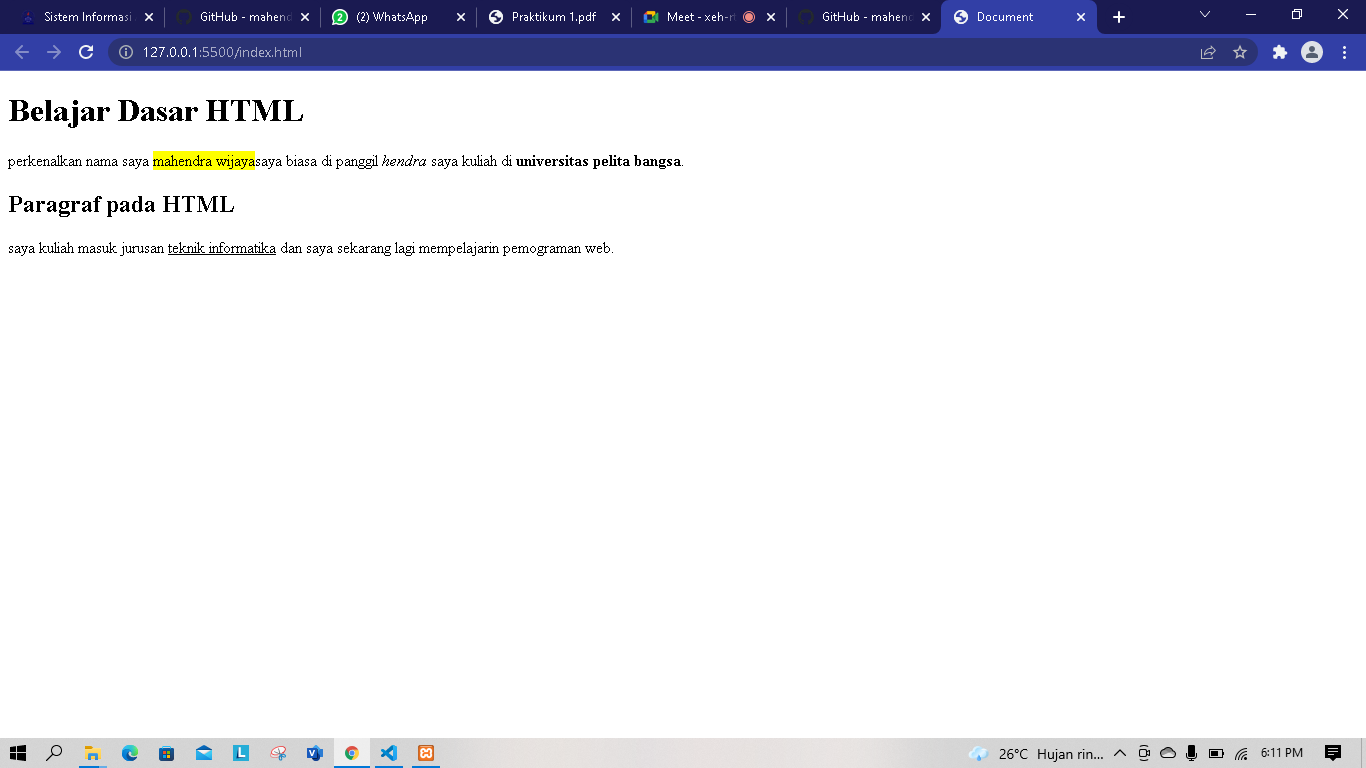 Sistem Informasi
GitHub - mahend
(2) WhatsApp
Praktikum 1.pdf
Meet - xeh-r
GitHub - mahend
Document
127.0.0.1:5500/index.html
Belajar Dasar HTML
perkenalkan nama saya mahendra wijayasaya biasa di panggil hendra saya kuliah di universitas pelita bangsa.
Paragraf pada HTML
saya kuliah masuk jurusan teknik informatika dan saya sekarang lagi mempelajarin pemograman web.
26°C Hujan rin... 6:11 PM